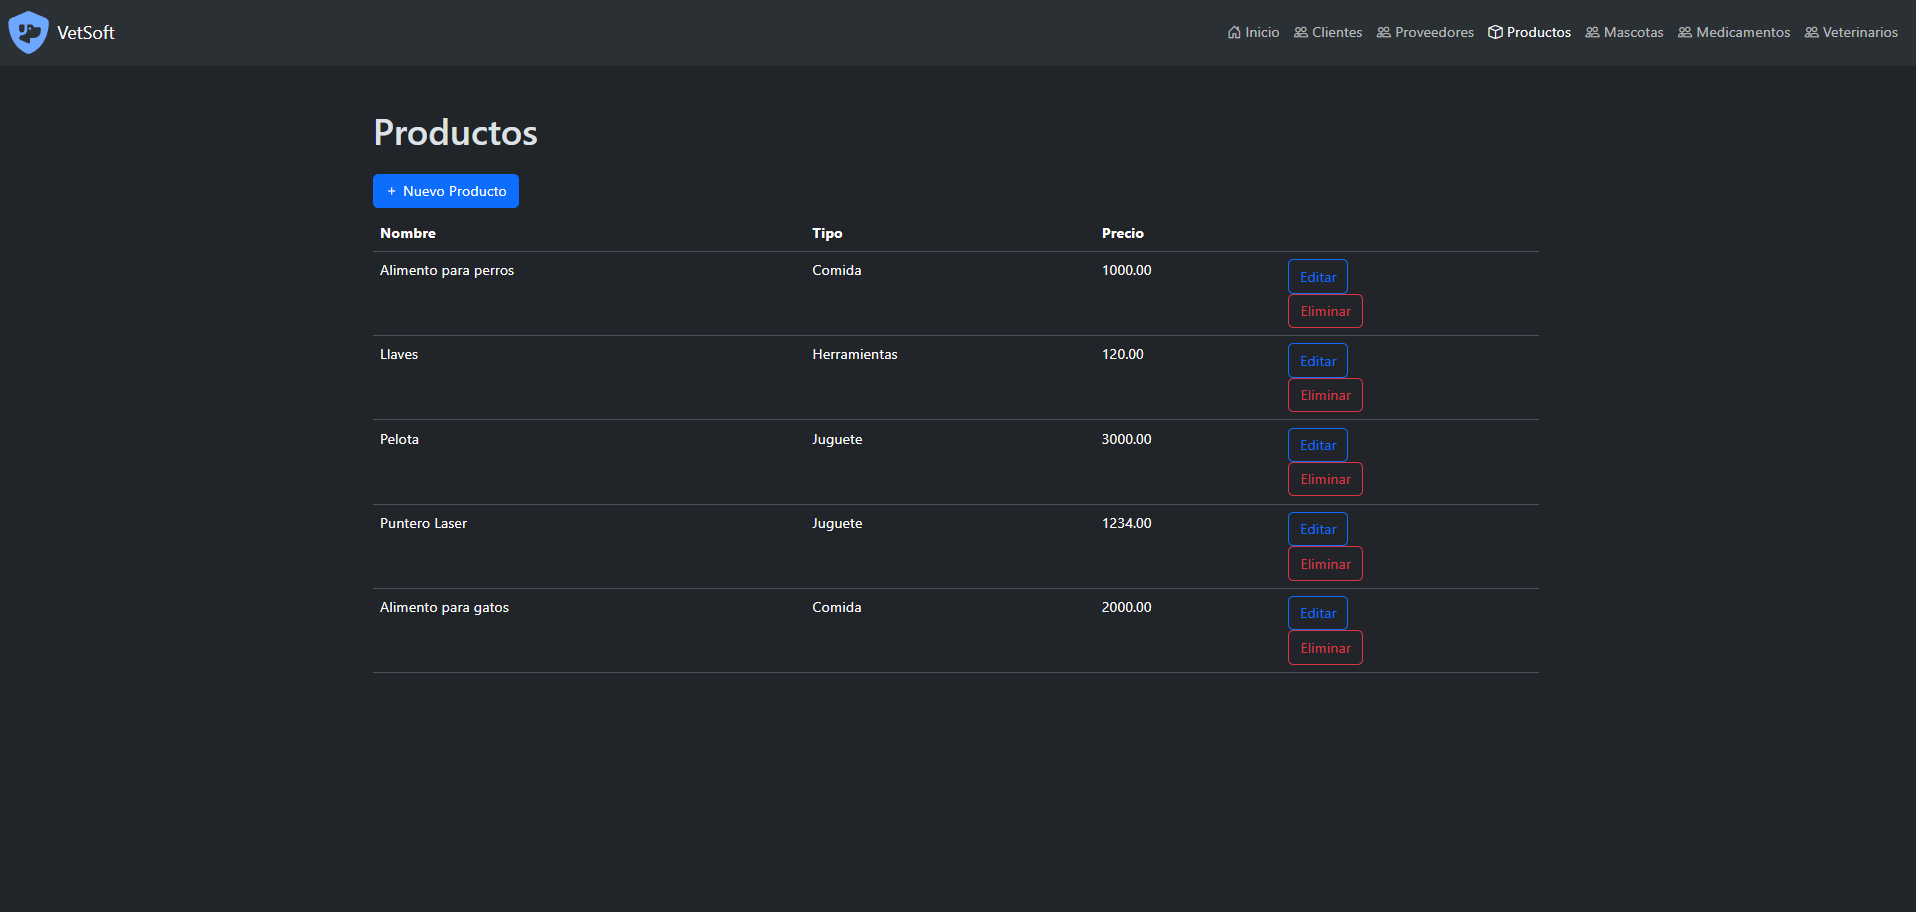 VetSoft
Inicio Clientes Proveedores Productos Mascotas Medicamentos Veterinarios
Productos
+ Nuevo Producto
Nombre Tipo Precio
Alimento para perros Comida 1000.00 Editar
Eliminar
Llaves Herramientas 120.00 Editar
Eliminar
Pelota Juguete 3000.00 Editar
Eliminar
Puntero Laser Juguete 1234.00 Editar
Eliminar
Alimento para gatos Comida 2000.00 Editar
Eliminar